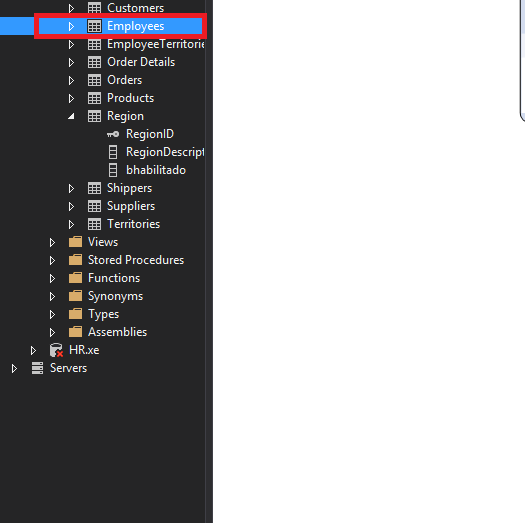 Customers
Employees
EmployeeTerritorie
Order Details
Orders
Products
Region
RegionID
RegionDescript
bhabilitado
Shippers
Suppliers
Territories
Views
Stored Procedures
Functions
Synonyms
Types
Assemblies
HR.xe
Servers